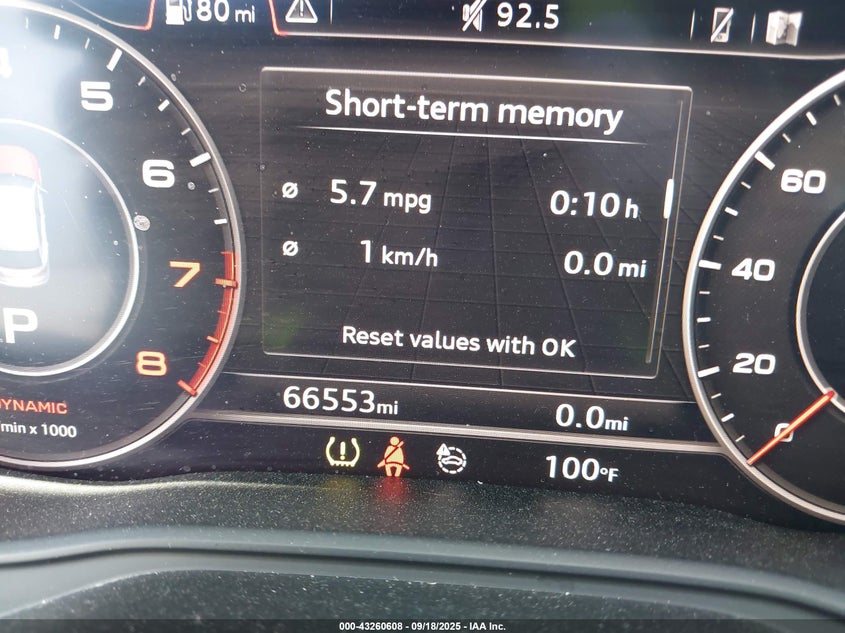 80 mi
92.5
4
5
6
7
8
P
DYNAMIC
/min x 1000
Short-term memory
ø 5.7 mpg 0:10 h
ø 1 km/h 0.0 mi
Reset values with OK
66553 mi 0.0 mi
100°F
60
40
20
0
000-43260608 - 09/18/2025 - IAA Inc.